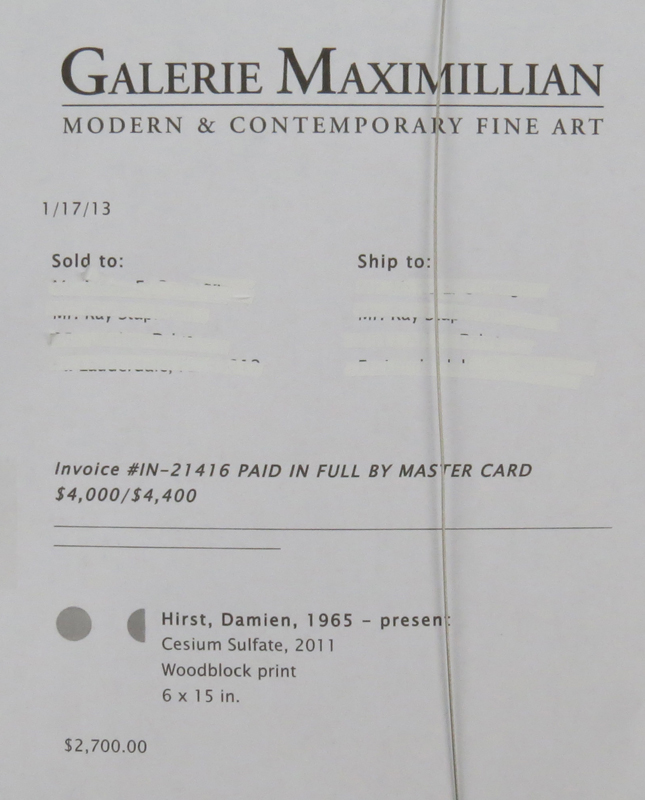 GALERIE MAXIMILLIAN
MODERN & CONTEMPORARY FINE ART
1/17/13
Sold to:
Ship to:
Invoice #IN-21416 PAID IN FULL BY MASTER CARD
$4,000/$4,400
Hirst, Damien, 1965 - present
Cesium Sulfate, 2011
Woodblock print
6 x 15 in.
$2,700.00